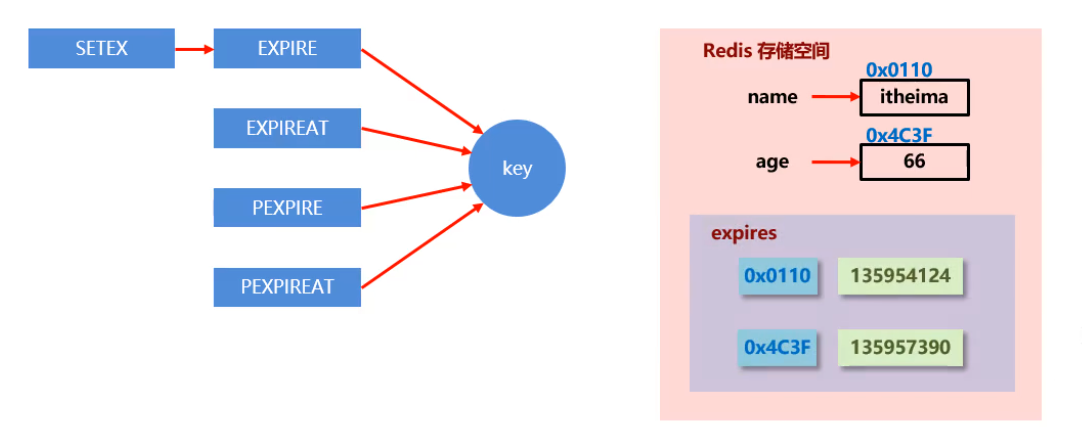 SETEX
EXPIRE
EXPIREAT
PEXPIRE
PEXPIREAT
key
Redis 存储空间
0x0110
name
itheima
0x4C3F
age
66
expires
0x0110
135954124
0x4C3F
135957390